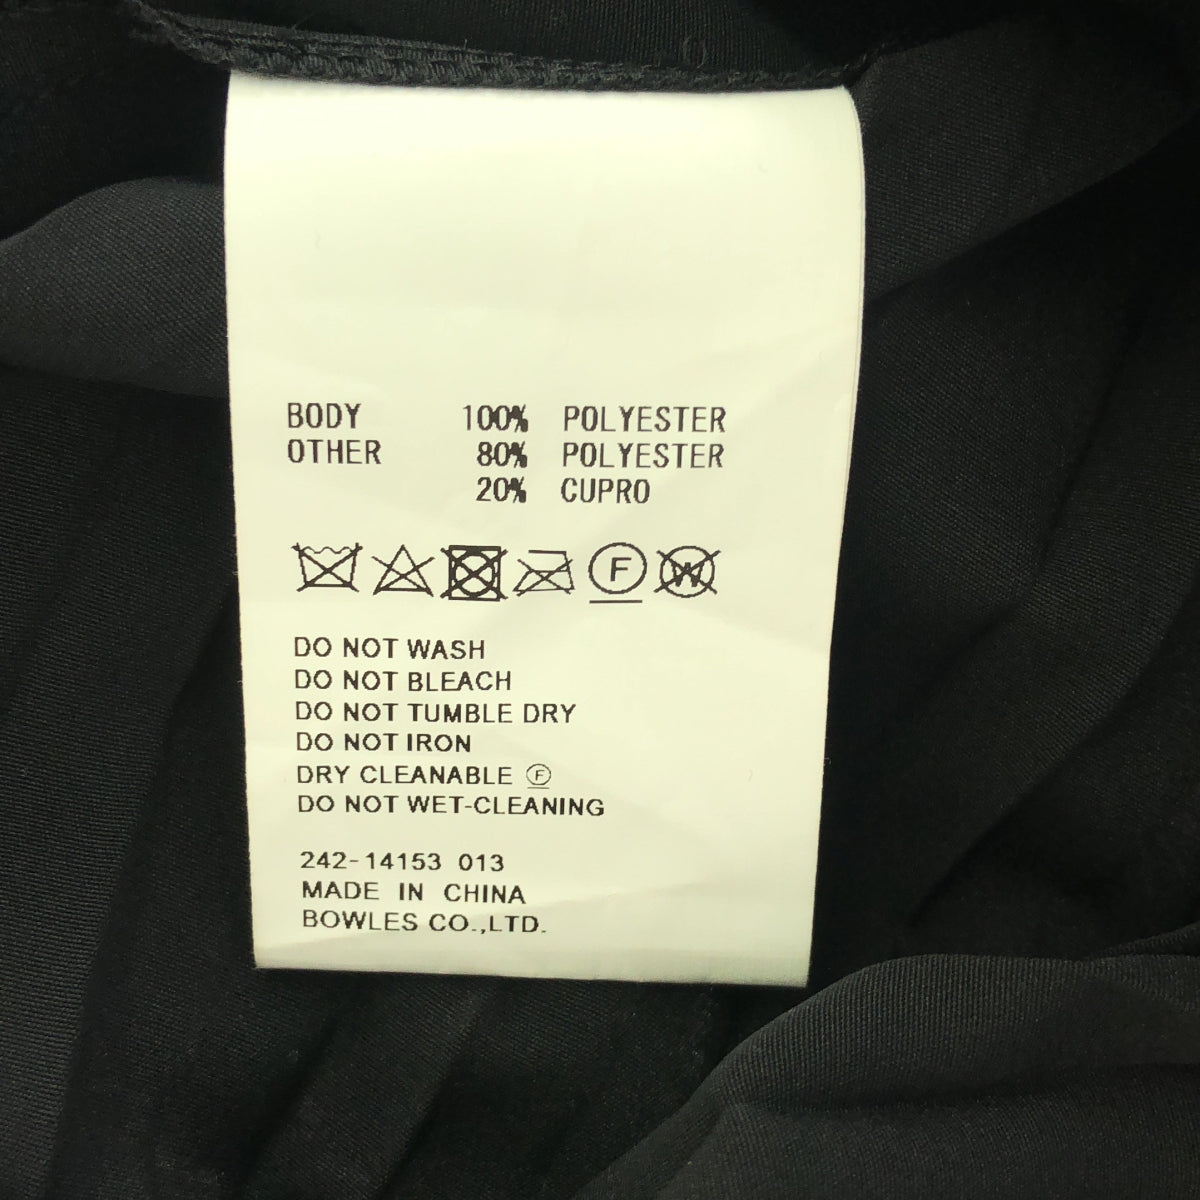 BODY 100% POLYESTER
OTHER 80% POLYESTER
20% CUPRO
F W
DO NOT WASH
DO NOT BLEACH
DO NOT TUMBLE DRY
DO NOT IRON
DRY CLEANABLE Ⓕ
DO NOT WET-CLEANING
242-14153 013
MADE IN CHINA
BOWLES CO.,LTD.